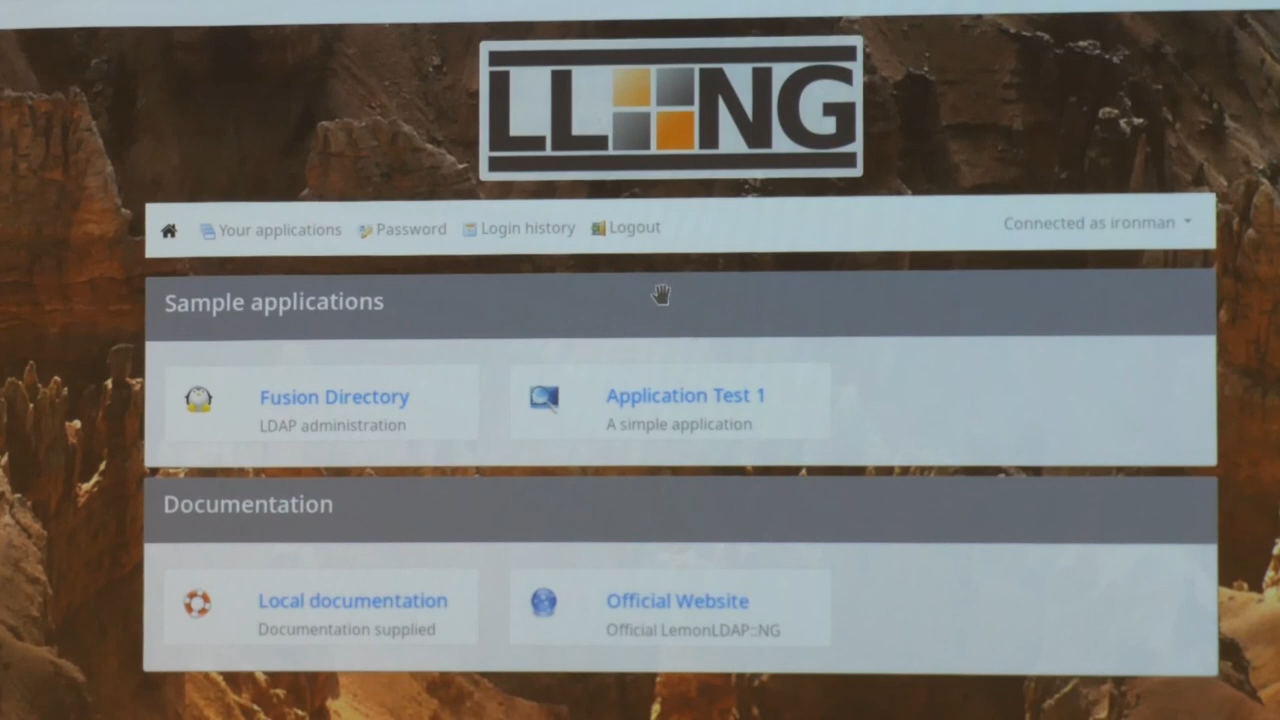 LL NG
Your applications Password Login history Logout Connected as ironman
Sample applications
Fusion Directory Application Test 1
LDAP administration A simple application
Documentation
Local documentation Official Website
Documentation supplied Official LemonLDAP::NG